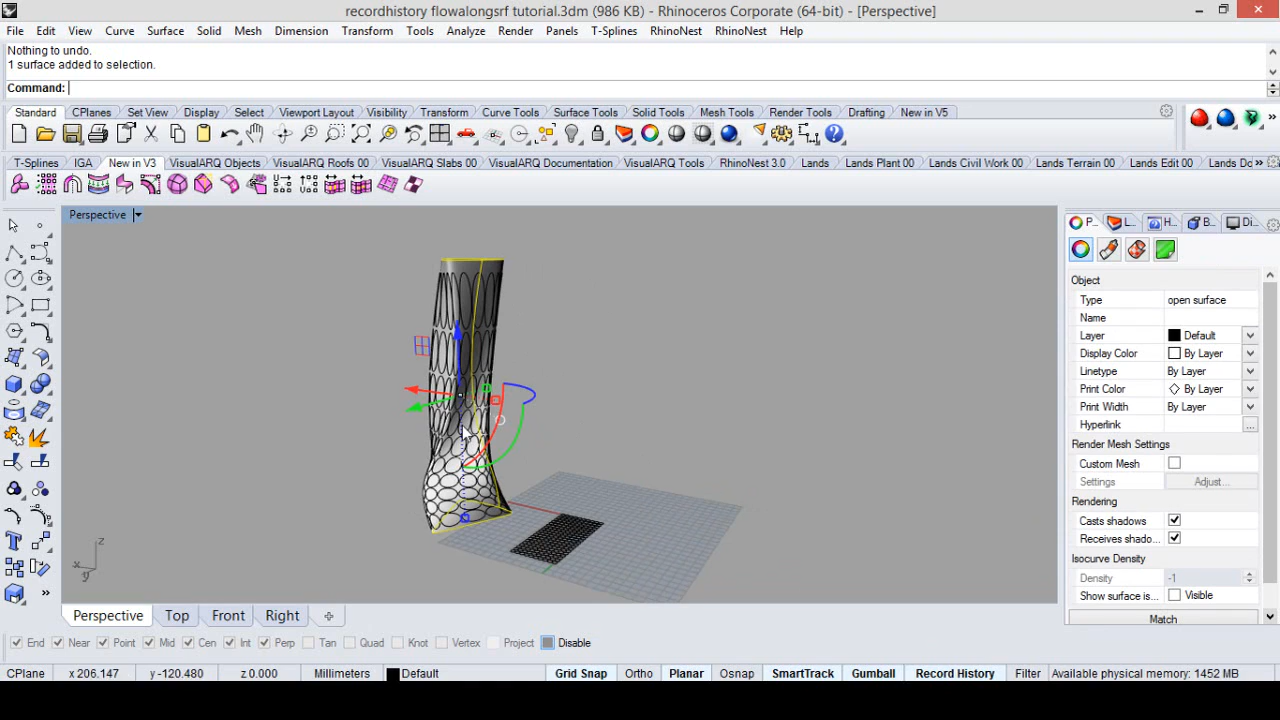 recordhistory flowalongsrf tutorial.3dm (986 KB) - Rhinoceros Corporate (64-bit) - [Perspective]
File Edit View Curve Surface Solid Mesh Dimension Transform Tools Analyze Render Panels T-Splines RhinoNest RhinoNest Help
Nothing to undo.
1 surface added to selection.
Command:
Standard CPlanes Set View Display Select Viewport Layout Visibility Transform Curve Tools Surface Tools Solid Tools Mesh Tools Render Tools Drafting New in V5
T-Splines IGA New in V3 VisualARQ Objects VisualARQ Roofs 00 VisualARQ Slabs 00 VisualARQ Documentation VisualARQ Tools RhinoNest 3.0 Lands Lands Plant 00 Lands Civil Work 00 Lands Terrain 00 Lands Edit 00 Lands Do
Perspective
P... L... H... B... Di...
Object
Type open surface
Name
Layer Default
Display Color By Layer
Linetype By Layer
Print Color By Layer
Print Width By Layer
Hyperlink ...
Render Mesh Settings
Custom Mesh
Settings Adjust...
Rendering
Casts shadows
Receives shado...
Isocurve Density
Density -1
Show surface is... Visible
Match
z
x
y
Perspective Top Front Right
End Near Point Mid Cen Int Perp Tan Quad Knot Vertex Project Disable
CPlane x 206.147 y -120.480 z 0.000 Millimeters Default Grid Snap Ortho Planar Osnap SmartTrack Gumball Record History Filter Available physical memory: 1452 MB